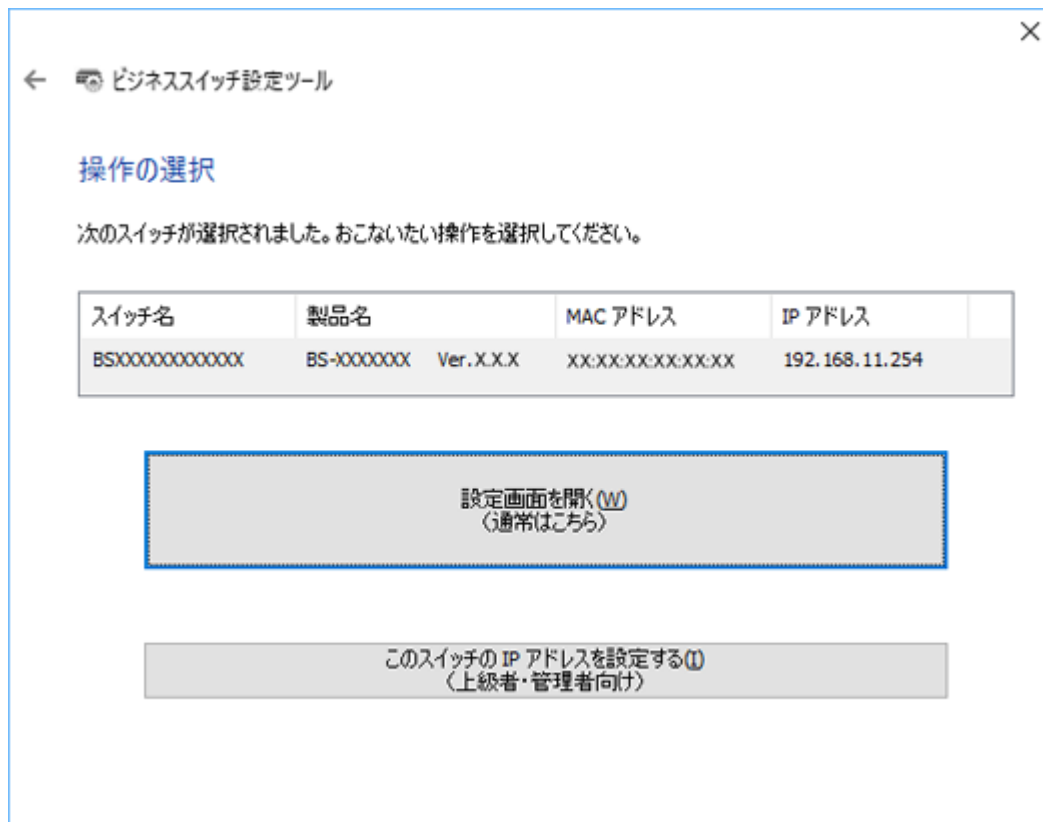 ビジネススイッチ設定ツール
操作の選択
次のスイッチが選択されました。おこないたい操作を選択してください。
スイッチ名 製品名 MAC アドレス IP アドレス
BSXXXXXXXXXXXX BS-XXXXXXX Ver.X.X.X XX:XX:XX:XX:XX:XX 192.168.11.254
設定画面を開く(W)
(通常はこちら)
このスイッチの IP アドレスを設定する(I)
(上級者・管理者向け)